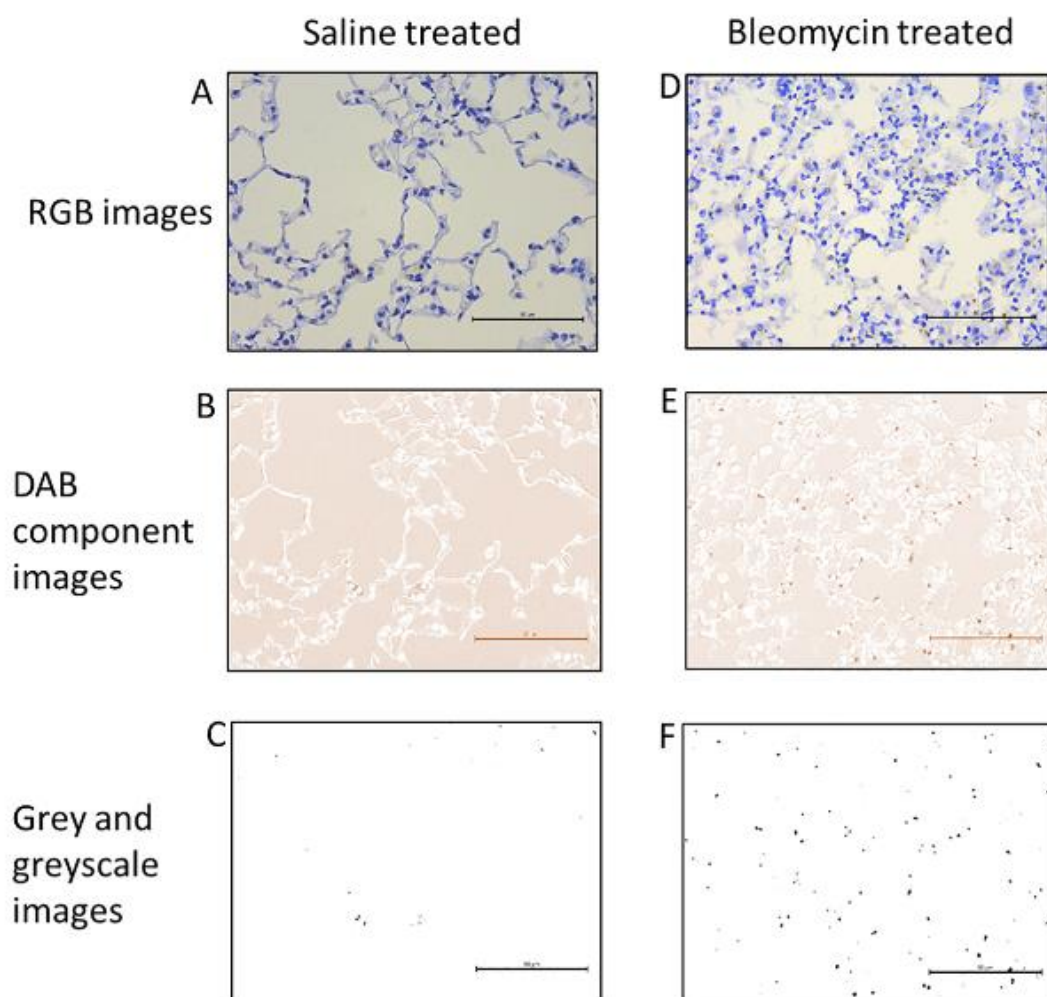 Saline treated
Bleomycin treated
A
D
RGB images
B
E
DAB
component
images
C
F
Grey and
greyscale
images